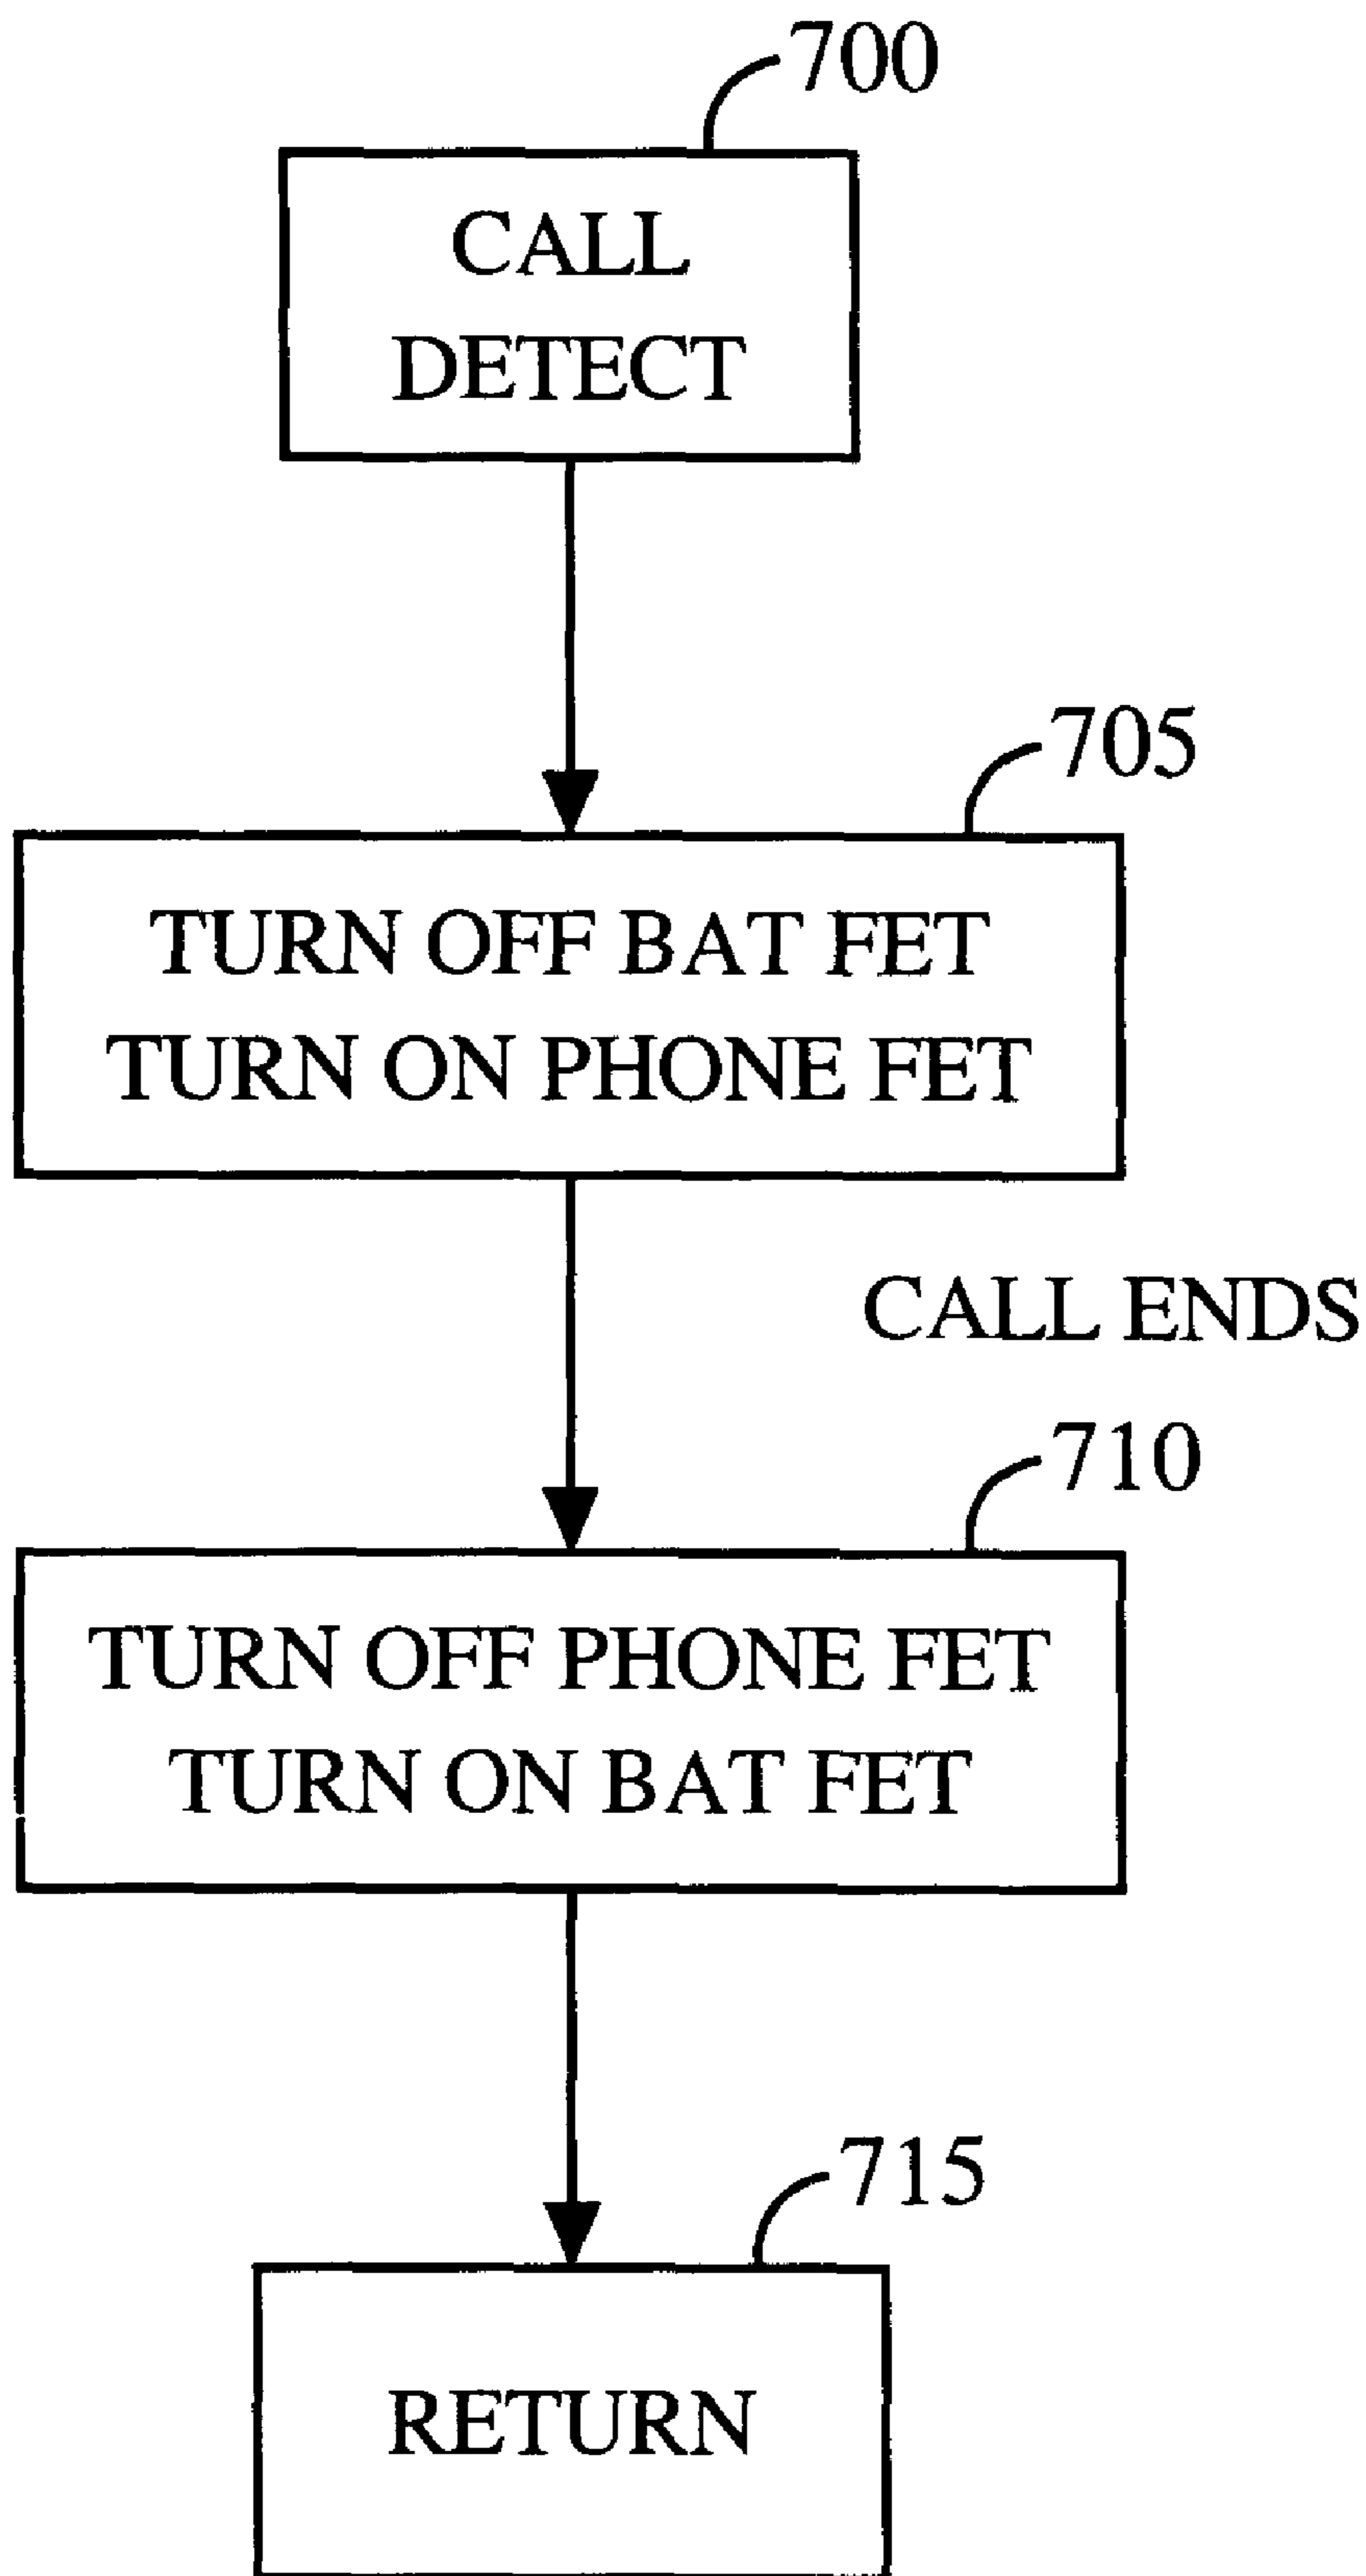 700
CALL
DETECT
705
TURN OFF BAT FET
TURN ON PHONE FET
CALL ENDS
710
TURN OFF PHONE FET
TURN ON BAT FET
715
RETURN